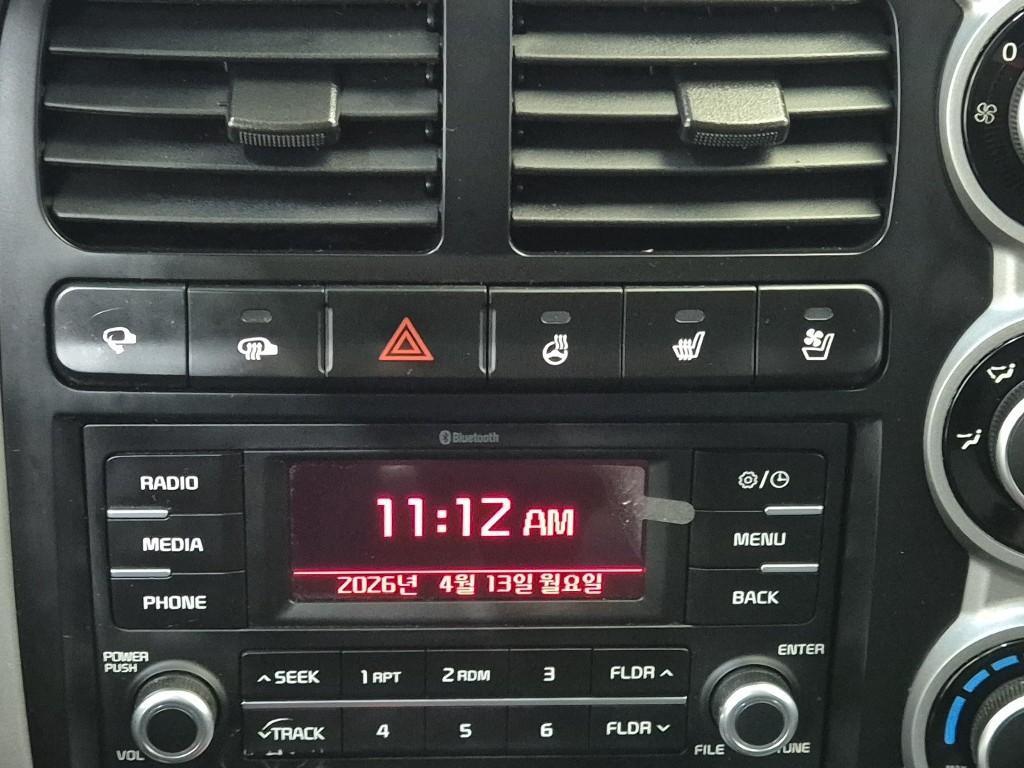 0
Bluetooth
RADIO
MEDIA
PHONE
11:12 AM
2026년 4월 13일 월요일
MENU
BACK
POWER
PUSH
VOL
SEEK 1 RPT 2 RDM 3 FLDR
TRACK 4 5 6 FLDR
ENTER
FILE
TUNE